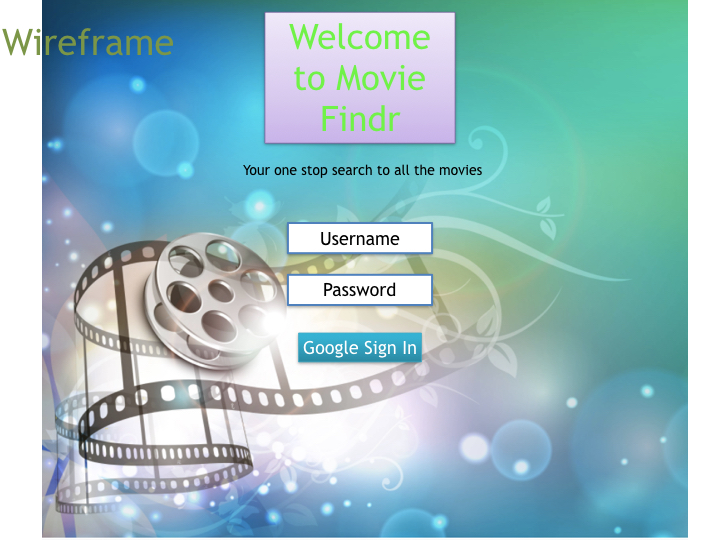 Wireframe
Welcome
to Movie
Findr
Your one stop search to all the movies
Username
Password
Google Sign In